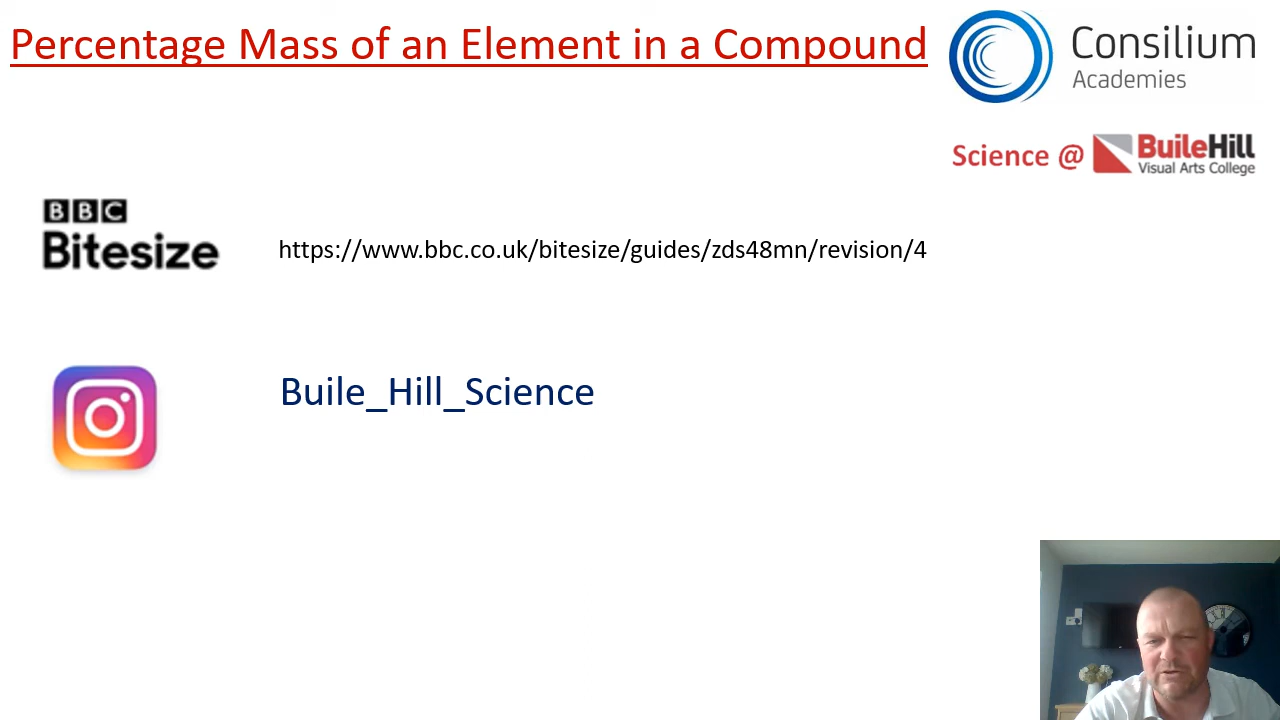 Percentage Mass of an Element in a Compound
Consilium
Academies
Science @ BuileHill
Visual Arts College
BBC
Bitesize
https://www.bbc.co.uk/bitesize/guides/zds48mn/revision/4
Buile_Hill_Science